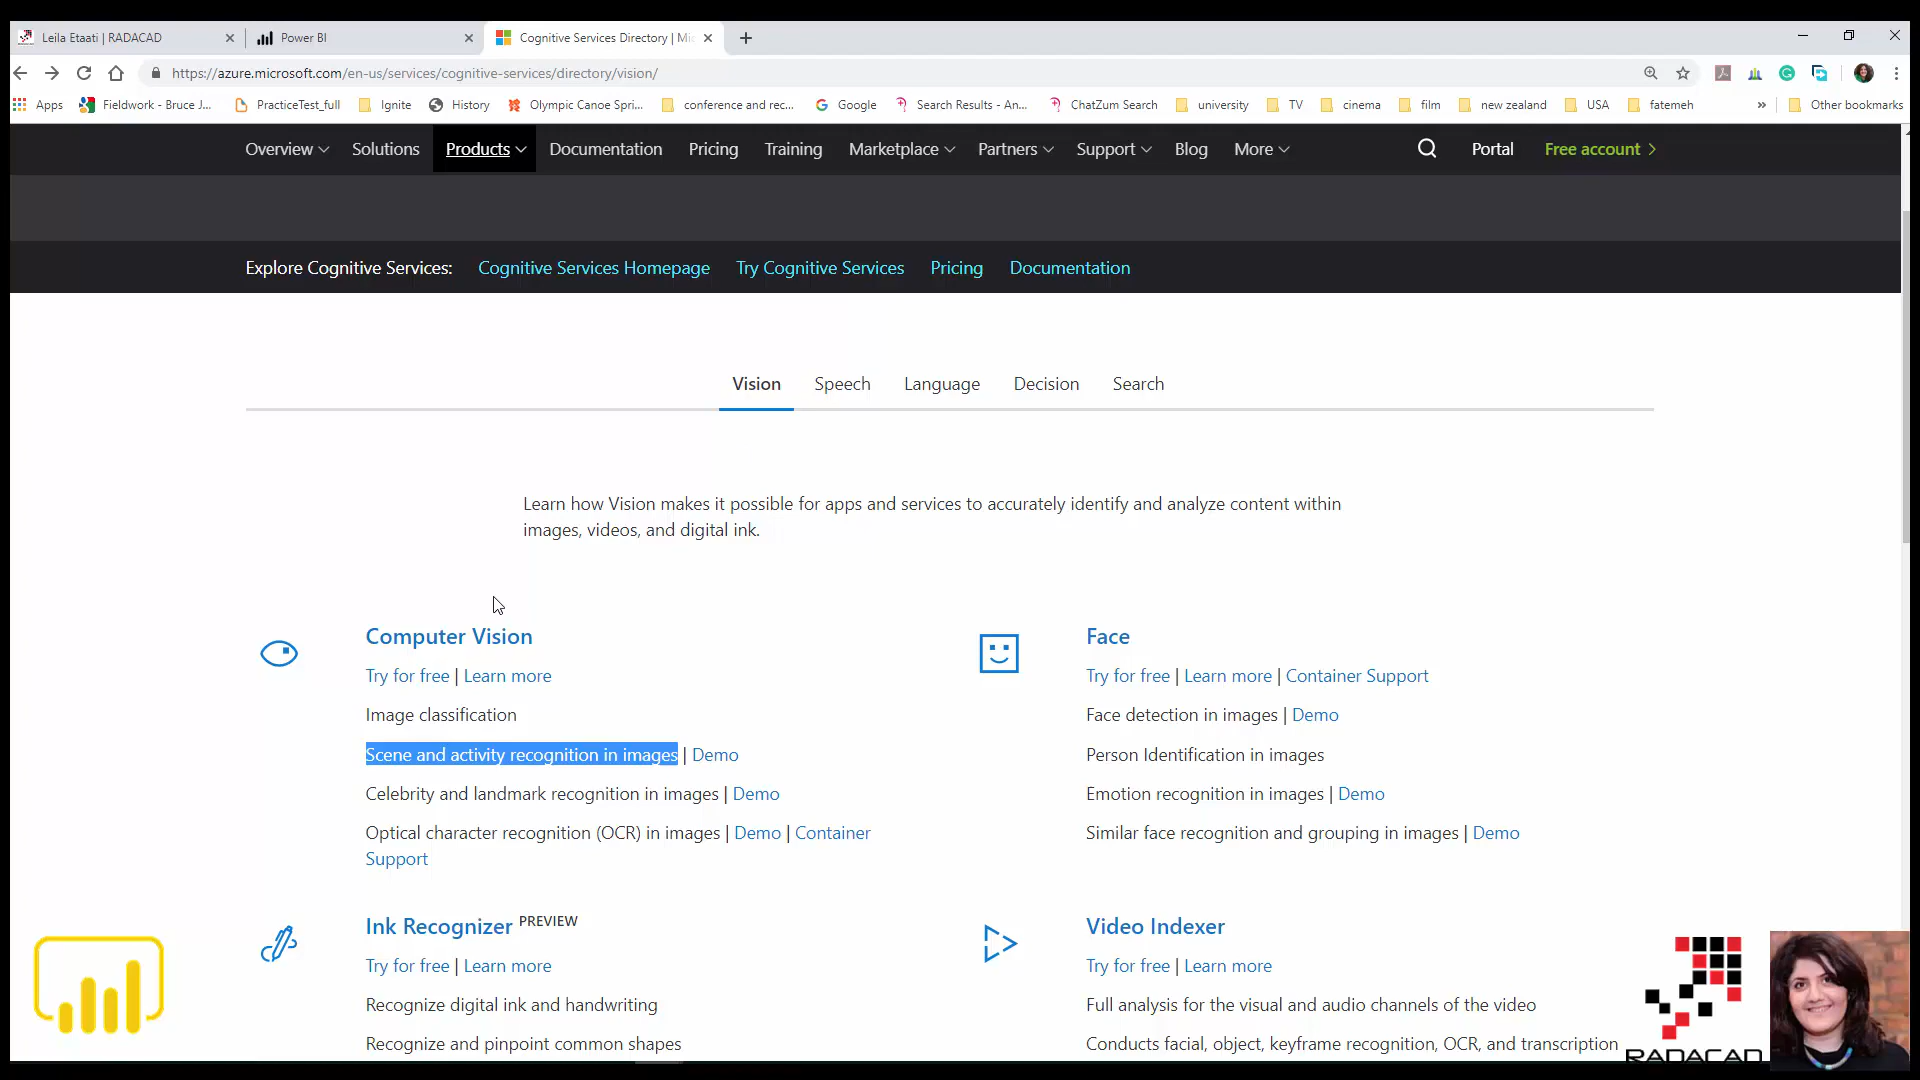 Leila Etaati | RADACAD
Power BI
Cognitive Services Directory | Mi
https://azure.microsoft.com/en-us/services/cognitive-services/directory/vision/
Apps
Fieldwork - Bruce J...
PracticeTest_full
Ignite
History
Olympic Canoe Spri...
conference and rec...
Google
Search Results - An...
ChatZum Search
university
TV
cinema
film
new zealand
USA
fatemeh
»
Other bookmarks
Overview
Solutions
Products
Documentation
Pricing
Training
Marketplace
Partners
Support
Blog
More
Portal
Free account >
Explore Cognitive Services:
Cognitive Services Homepage
Try Cognitive Services
Pricing
Documentation
Vision
Speech
Language
Decision
Search
Learn how Vision makes it possible for apps and services to accurately identify and analyze content within
images, videos, and digital ink.
Computer Vision
Try for free | Learn more
Image classification
Scene and activity recognition in images | Demo
Celebrity and landmark recognition in images | Demo
Optical character recognition (OCR) in images | Demo | Container
Support
Face
Try for free | Learn more | Container Support
Face detection in images | Demo
Person Identification in images
Emotion recognition in images | Demo
Similar face recognition and grouping in images | Demo
Ink Recognizer PREVIEW
Try for free | Learn more
Recognize digital ink and handwriting
Recognize and pinpoint common shapes
Video Indexer
Try for free | Learn more
Full analysis for the visual and audio channels of the video
Conducts facial, object, keyframe recognition, OCR, and transcription
RADACAD